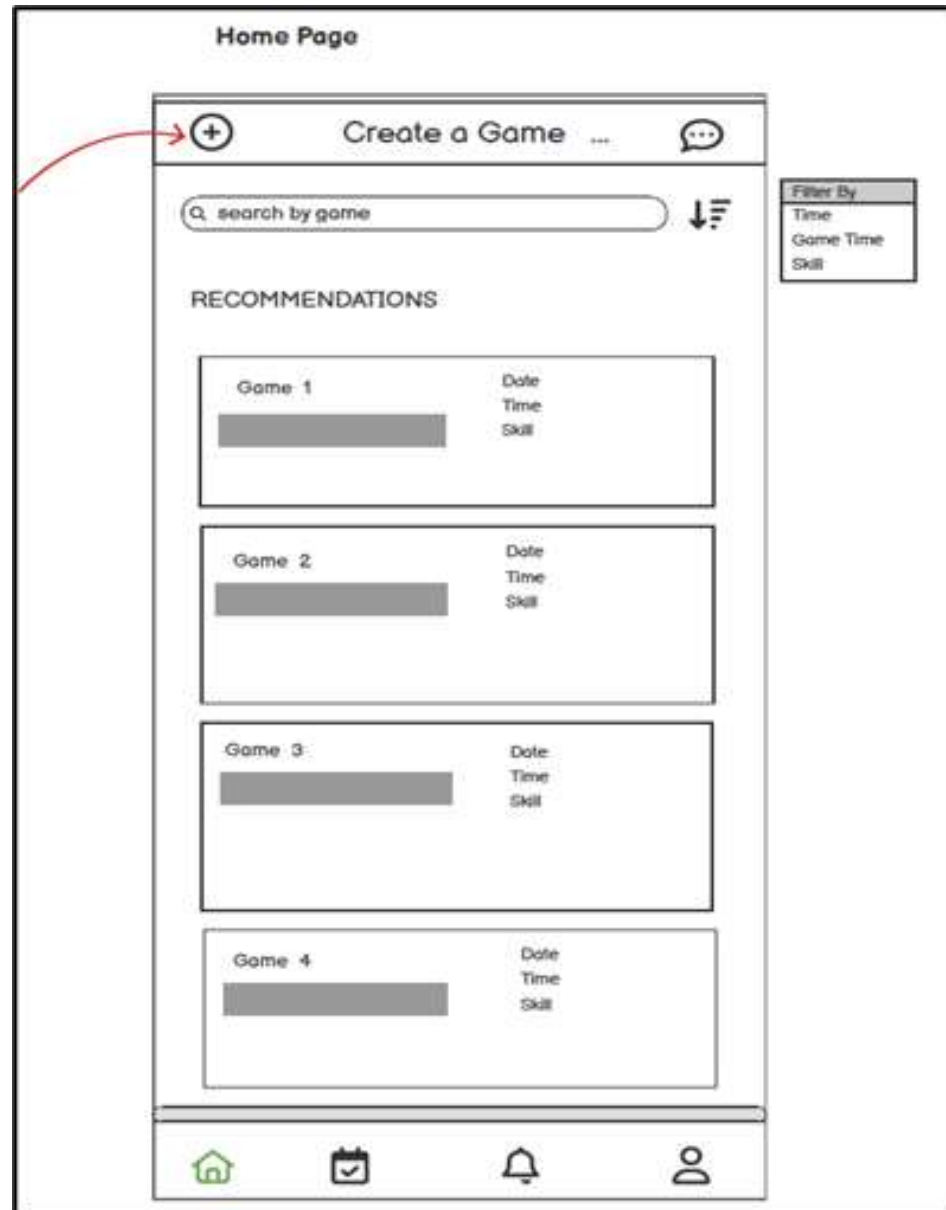 Home Page
Create a Game ...
search by game
Filter By
Time
Game Time
Skill
RECOMMENDATIONS
Game 1
Date
Time
Skill
Game 2
Date
Time
Skill
Game 3
Date
Time
Skill
Game 4
Date
Time
Skill